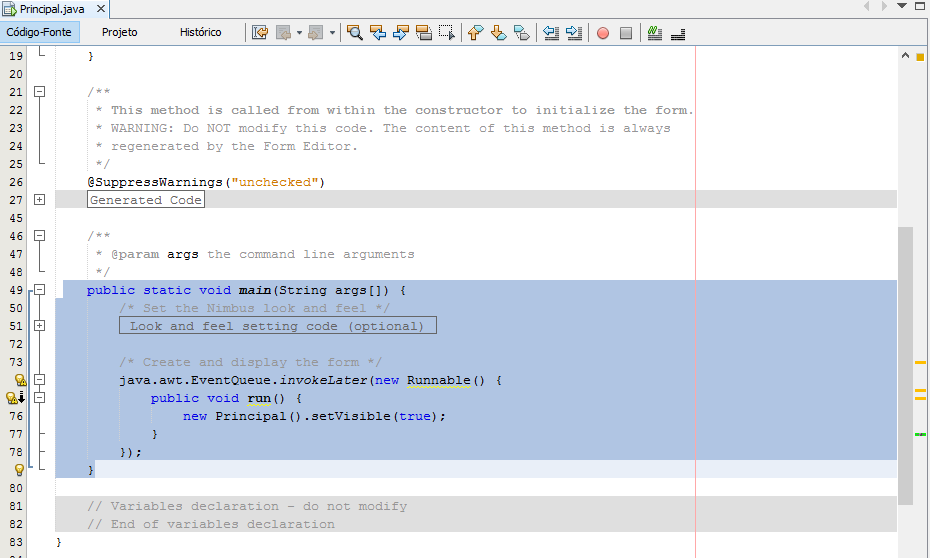 Principal.java
Código-Fonte Projeto Histórico
19 }
20
21 /**
22 * This method is called from within the constructor to initialize the form.
23 * WARNING: Do NOT modify this code. The content of this method is always
24 * regenerated by the Form Editor.
25 */
26 @SuppressWarnings("unchecked")
27 Generated Code
45
46 /**
47 * @param args the command line arguments
48 */
49 public static void main(String args[]) {
50 /* Set the Nimbus look and feel */
51 Look and feel setting code (optional)
72
73 /* Create and display the form */
java.awt.EventQueue.invokeLater(new Runnable() {
public void run() {
76 new Principal().setVisible(true);
77 }
78 });
}
80
81 // Variables declaration - do not modify
82 // End of variables declaration
83 }